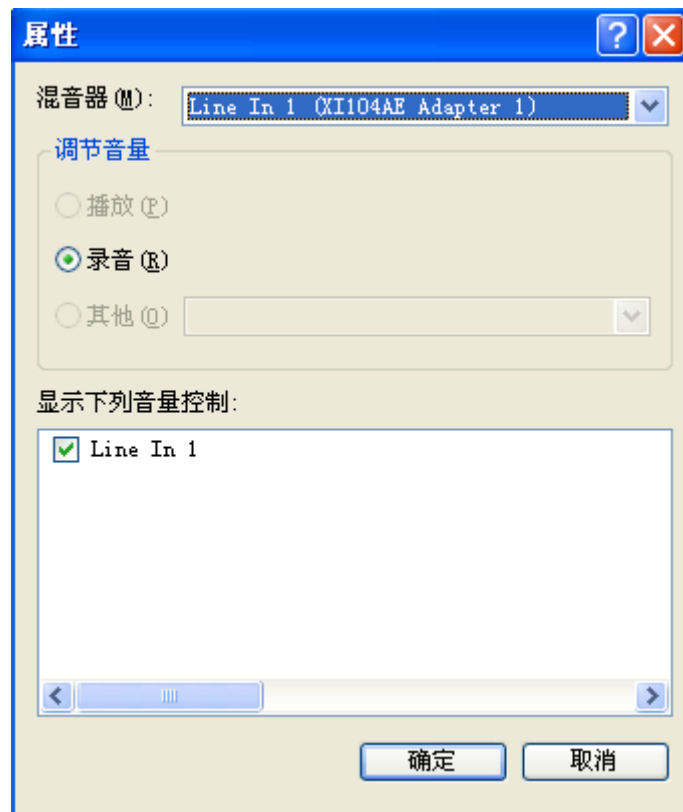 属性
混音器(M): Line In 1 (XI104AE Adapter 1)
调节音量
播放(P)
录音(R)
其他(O)
显示下列音量控制:
Line In 1
确定 取消